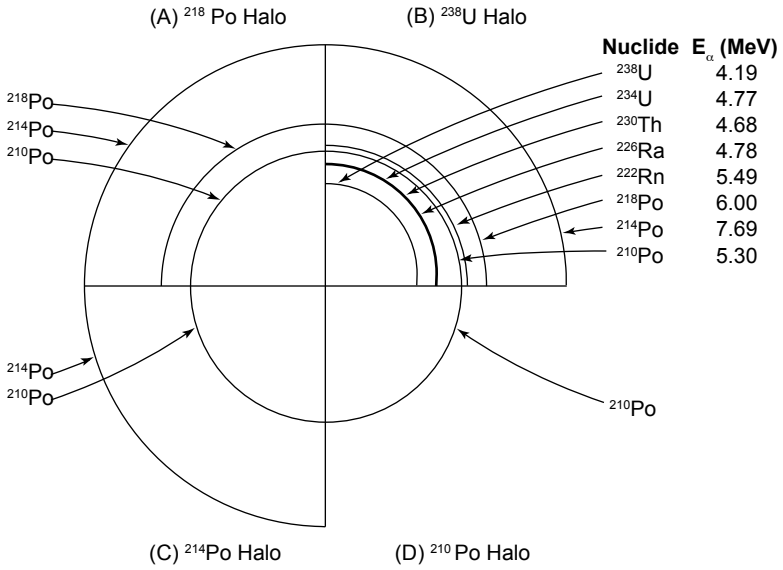 (A) ²¹⁸ Po Halo
(B) ²³⁸U Halo
Nuclide Eα (MeV)
²³⁸U 4.19
²³⁴U 4.77
²³⁰Th 4.68
²²⁶Ra 4.78
²²²Rn 5.49
²¹⁸Po 6.00
²¹⁴Po 7.69
²¹⁰Po 5.30
²¹⁸Po
²¹⁴Po
²¹⁰Po
²¹⁴Po
²¹⁰Po
²¹⁰Po
(C) ²¹⁴Po Halo
(D) ²¹⁰ Po Halo